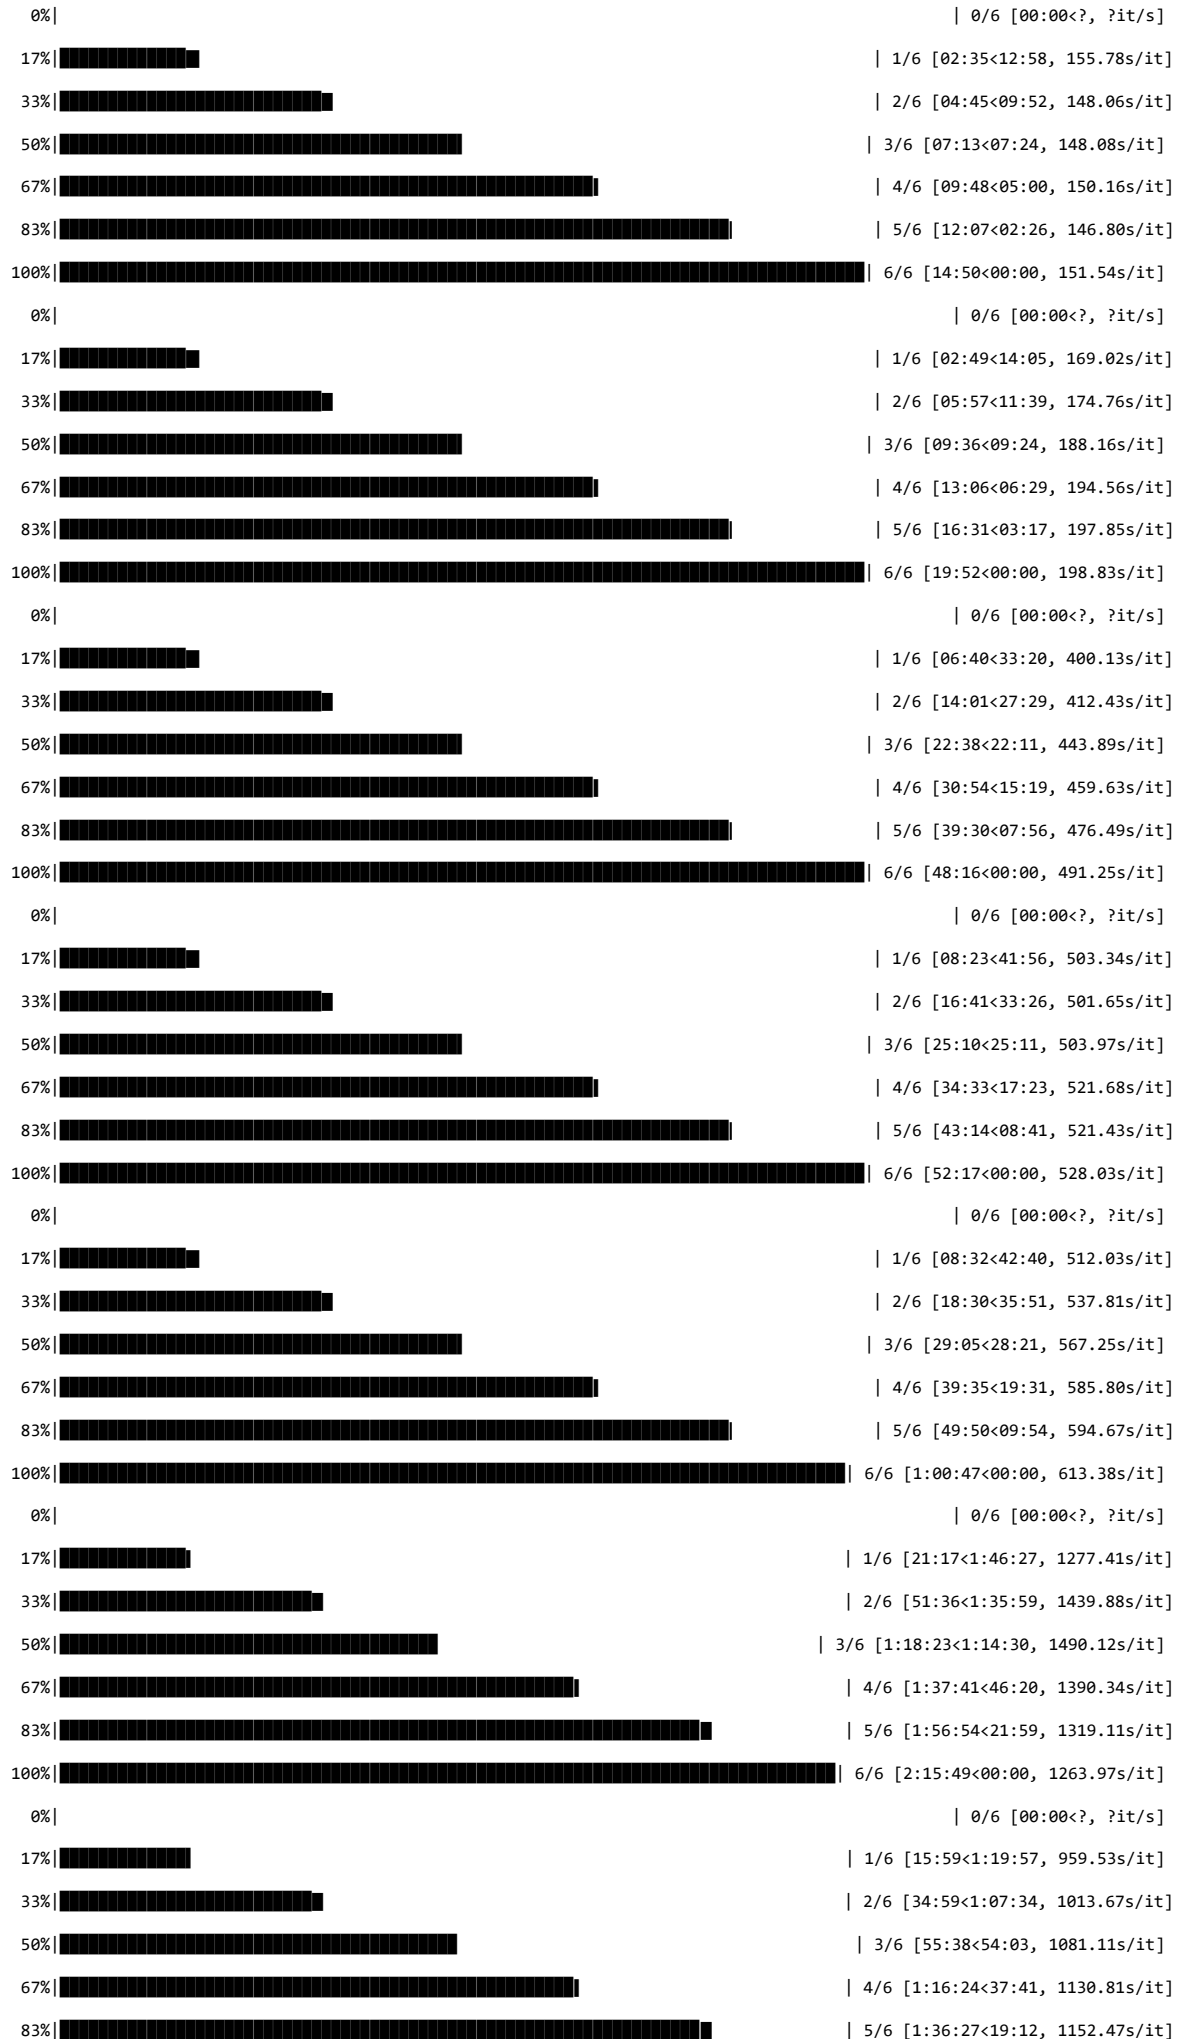 0%| | 0/6 [00:00<?, ?it/s]
17%|█████████████▉ | 1/6 [02:35<12:58, 155.78s/it]
33%|███████████████████████████▉ | 2/6 [04:45<09:52, 148.06s/it]
50%|█████████████████████████████████████████ | 3/6 [07:13<07:24, 148.08s/it]
67%|███████████████████████████████████████████████████████▌ | 4/6 [09:48<05:00, 150.16s/it]
83%|█████████████████████████████████████████████████████████████████████▎ | 5/6 [12:07<02:26, 146.80s/it]
100%|███████████████████████████████████████████████████████████████████████████████████| 6/6 [14:50<00:00, 151.54s/it]
0%| | 0/6 [00:00<?, ?it/s]
17%|█████████████▉ | 1/6 [02:49<14:05, 169.02s/it]
33%|███████████████████████████▉ | 2/6 [05:57<11:39, 174.76s/it]
50%|█████████████████████████████████████████ | 3/6 [09:36<09:24, 188.16s/it]
67%|███████████████████████████████████████████████████████▌ | 4/6 [13:06<06:29, 194.56s/it]
83%|█████████████████████████████████████████████████████████████████████▎ | 5/6 [16:31<03:17, 197.85s/it]
100%|███████████████████████████████████████████████████████████████████████████████████| 6/6 [19:52<00:00, 198.83s/it]
0%| | 0/6 [00:00<?, ?it/s]
17%|█████████████▉ | 1/6 [06:40<33:20, 400.13s/it]
33%|███████████████████████████▉ | 2/6 [14:01<27:29, 412.43s/it]
50%|█████████████████████████████████████████ | 3/6 [22:38<22:11, 443.89s/it]
67%|███████████████████████████████████████████████████████▌ | 4/6 [30:54<15:19, 459.63s/it]
83%|█████████████████████████████████████████████████████████████████████▎ | 5/6 [39:30<07:56, 476.49s/it]
100%|███████████████████████████████████████████████████████████████████████████████████| 6/6 [48:16<00:00, 491.25s/it]
0%| | 0/6 [00:00<?, ?it/s]
17%|█████████████▉ | 1/6 [08:23<41:56, 503.34s/it]
33%|███████████████████████████▉ | 2/6 [16:41<33:26, 501.65s/it]
50%|█████████████████████████████████████████ | 3/6 [25:10<25:11, 503.97s/it]
67%|███████████████████████████████████████████████████████▌ | 4/6 [34:33<17:23, 521.68s/it]
83%|█████████████████████████████████████████████████████████████████████▎ | 5/6 [43:14<08:41, 521.43s/it]
100%|███████████████████████████████████████████████████████████████████████████████████| 6/6 [52:17<00:00, 528.03s/it]
0%| | 0/6 [00:00<?, ?it/s]
17%|█████████████▉ | 1/6 [08:32<42:40, 512.03s/it]
33%|███████████████████████████▉ | 2/6 [18:30<35:51, 537.81s/it]
50%|█████████████████████████████████████████ | 3/6 [29:05<28:21, 567.25s/it]
67%|███████████████████████████████████████████████████████▌ | 4/6 [39:35<19:31, 585.80s/it]
83%|█████████████████████████████████████████████████████████████████████▎ | 5/6 [49:50<09:54, 594.67s/it]
100%|█████████████████████████████████████████████████████████████████████████████████| 6/6 [1:00:47<00:00, 613.38s/it]
0%| | 0/6 [00:00<?, ?it/s]
17%|█████████████▌ | 1/6 [21:17<1:46:27, 1277.41s/it]
33%|██████████████████████████▉ | 2/6 [51:36<1:35:59, 1439.88s/it]
50%|███████████████████████████████████████ | 3/6 [1:18:23<1:14:30, 1490.12s/it]
67%|█████████████████████████████████████████████████████▌ | 4/6 [1:37:41<46:20, 1390.34s/it]
83%|██████████████████████████████████████████████████████████████████▉ | 5/6 [1:56:54<21:59, 1319.11s/it]
100%|████████████████████████████████████████████████████████████████████████████████| 6/6 [2:15:49<00:00, 1263.97s/it]
0%| | 0/6 [00:00<?, ?it/s]
17%|█████████████▌ | 1/6 [15:59<1:19:57, 959.53s/it]
33%|██████████████████████████▉ | 2/6 [34:59<1:07:34, 1013.67s/it]
50%|█████████████████████████████████████████ | 3/6 [55:38<54:03, 1081.11s/it]
67%|█████████████████████████████████████████████████████▌ | 4/6 [1:16:24<37:41, 1130.81s/it]
83%|██████████████████████████████████████████████████████████████████▉ | 5/6 [1:36:27<19:12, 1152.47s/it]